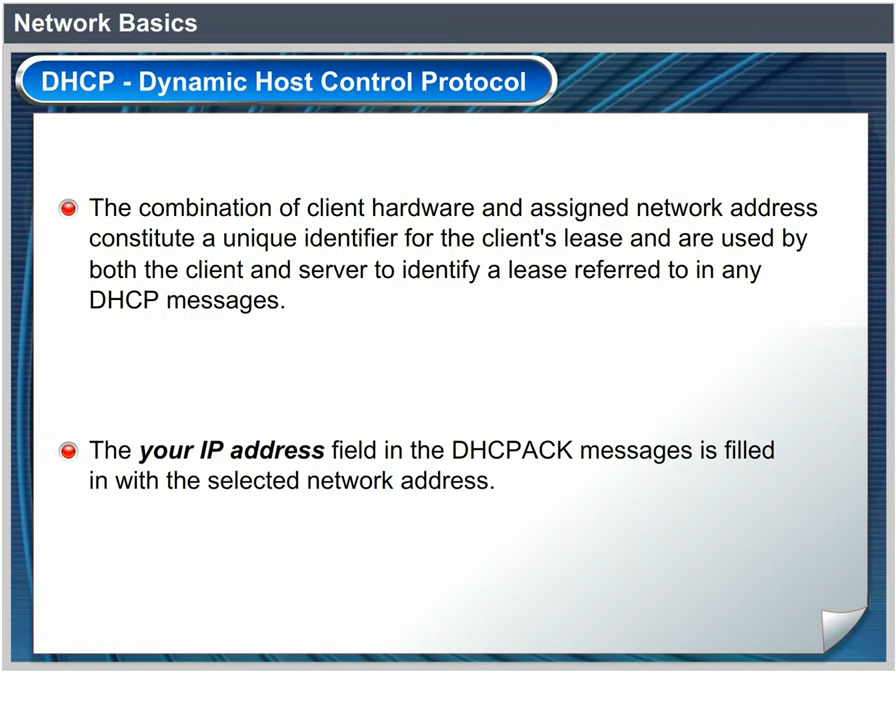 Network Basics
DHCP - Dynamic Host Control Protocol
The combination of client hardware and assigned network address
constitute a unique identifier for the client's lease and are used by
both the client and server to identify a lease referred to in any
DHCP messages.
The your IP address field in the DHCPACK messages is filled
in with the selected network address.